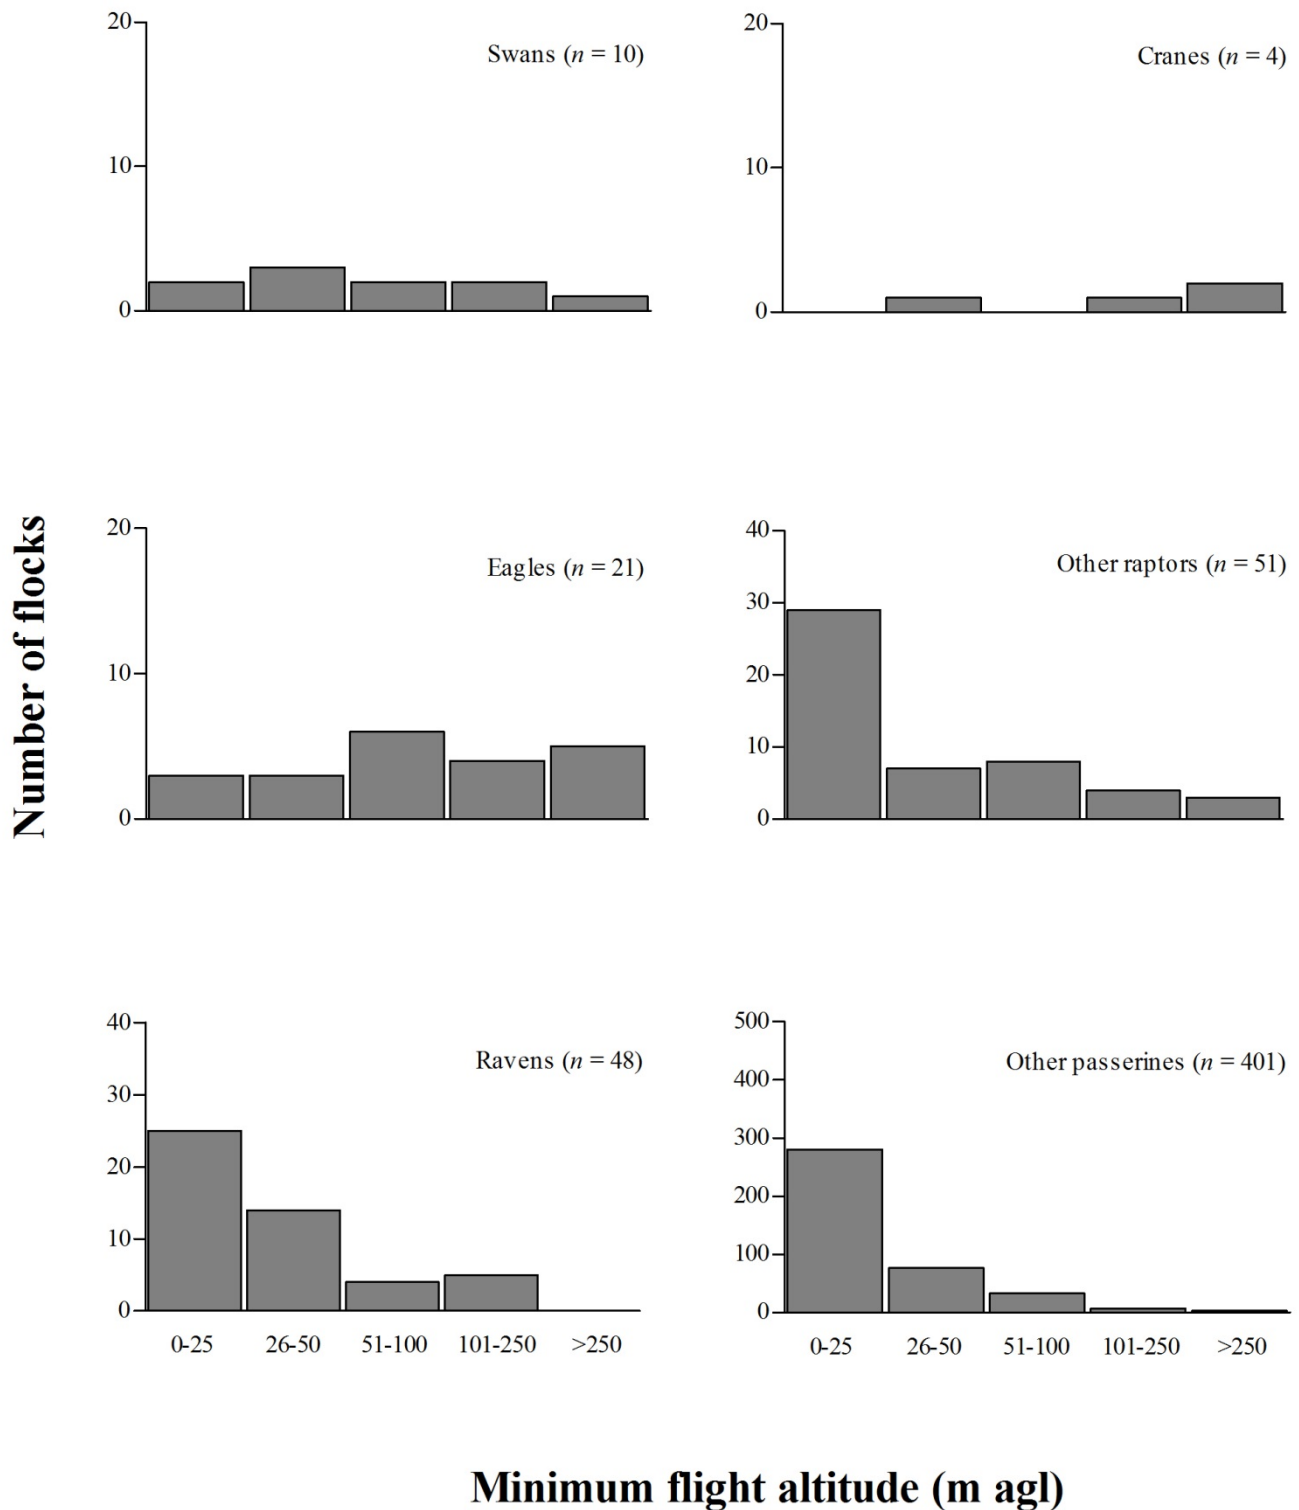 20
10
0
Swans (n = 10)
20
10
0
Cranes (n = 4)
Number of flocks
20
10
0
Eagles (n = 21)
40
30
20
10
0
Other raptors (n = 51)
40
30
20
10
0
Ravens (n = 48)
0-25 26-50 51-100 101-250 >250
500
400
300
200
100
0
Other passerines (n = 401)
0-25 26-50 51-100 101-250 >250
Minimum flight altitude (m agl)